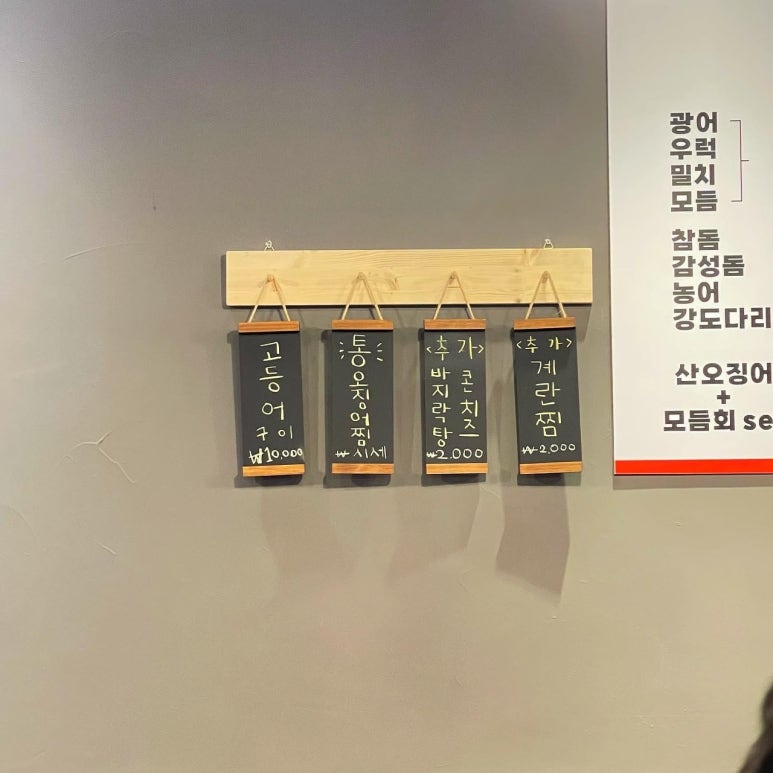 고등어
구이
₩10,000
통
오징어찜
₩시세
<추가>
바지락탕
콘치즈
₩2.000
<추가>
계란찜
₩2.000
광어
우럭
밀치
모듬
참돔
감성돔
농어
강도다리
산오징어
+
모듬회 se